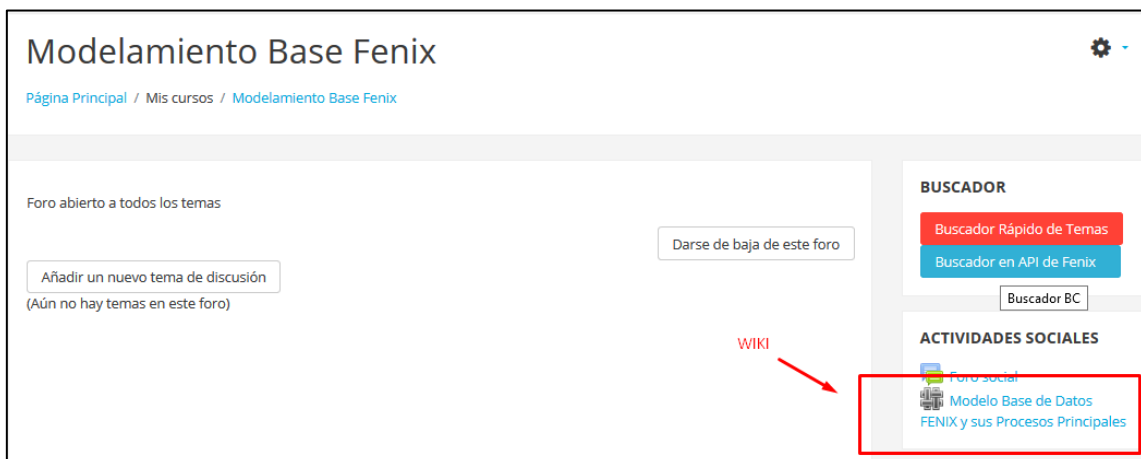 Modelamiento Base Fenix
Página Principal / Mis cursos / Modelamiento Base Fenix
Foro abierto a todos los temas
Darse de baja de este foro
Añadir un nuevo tema de discusión
(Aún no hay temas en este foro)
WIKI
BUSCADOR
Buscador Rápido de Temas
Buscador en API de Fenix
Buscador BC
ACTIVIDADES SOCIALES
Foro social
Modelo Base de Datos
FENIX y sus Procesos Principales